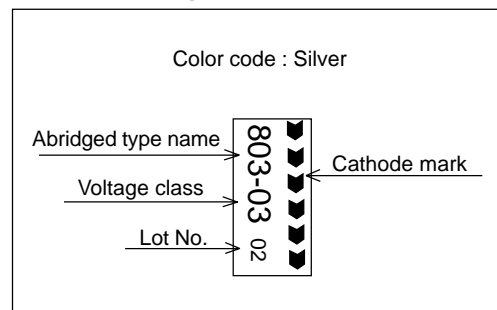 Color code : Silver
Abridged type name
Voltage class
Lot No.
803-03 02
Cathode mark